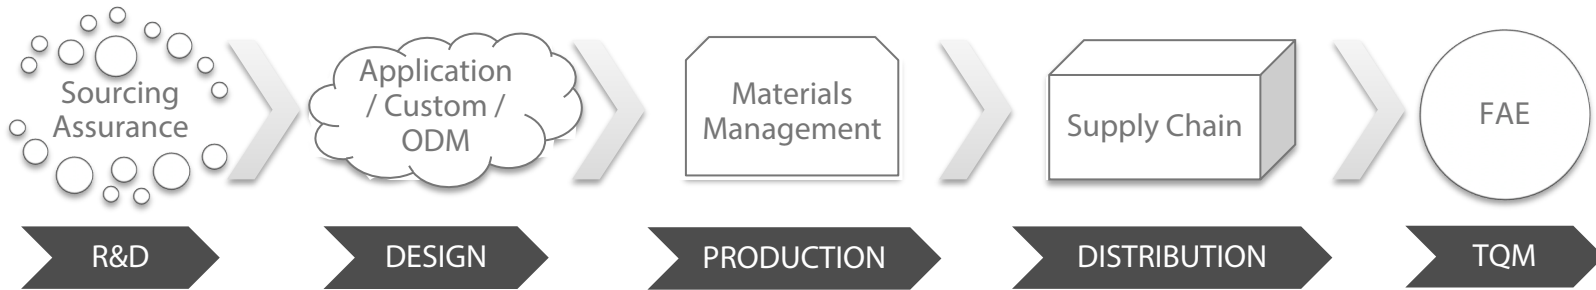 Sourcing
Assurance
Application
/ Custom /
ODM
Materials
Management
Supply Chain
FAE
R&D
DESIGN
PRODUCTION
DISTRIBUTION
TQM